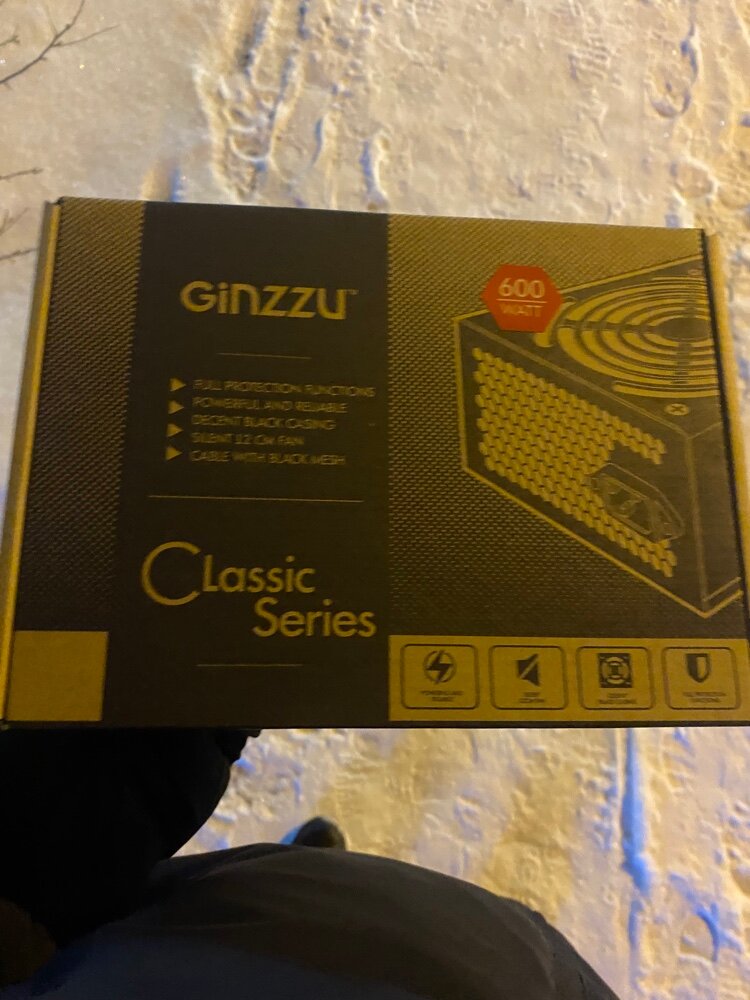 GiNZZU™
600
WATT
FULL PROTECTION FUNCTIONS
POWERFUL AND RELIABLE
DECENT BLACK CASING
SILENT 12 CM FAN
CABLE WITH BLACK MESH
Classic
Series